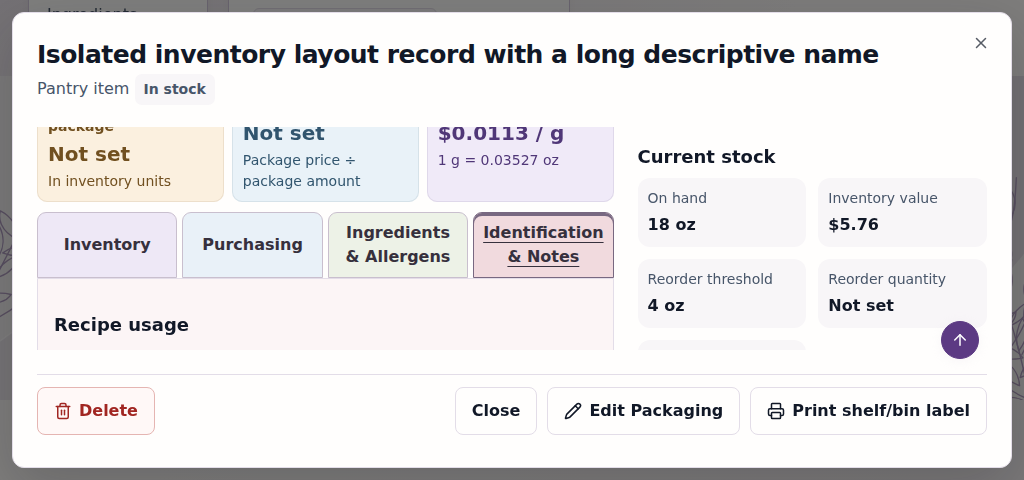 Isolated inventory layout record with a long descriptive name
Pantry item In stock
package
Not set
In inventory units
Not set
Package price ÷
package amount
$0.0113 / g
1 g = 0.03527 oz
Inventory
Purchasing
Ingredients
& Allergens
Identification
& Notes
Recipe usage
Current stock
On hand
18 oz
Inventory value
$5.76
Reorder threshold
4 oz
Reorder quantity
Not set
Delete
Close
Edit Packaging
Print shelf/bin label